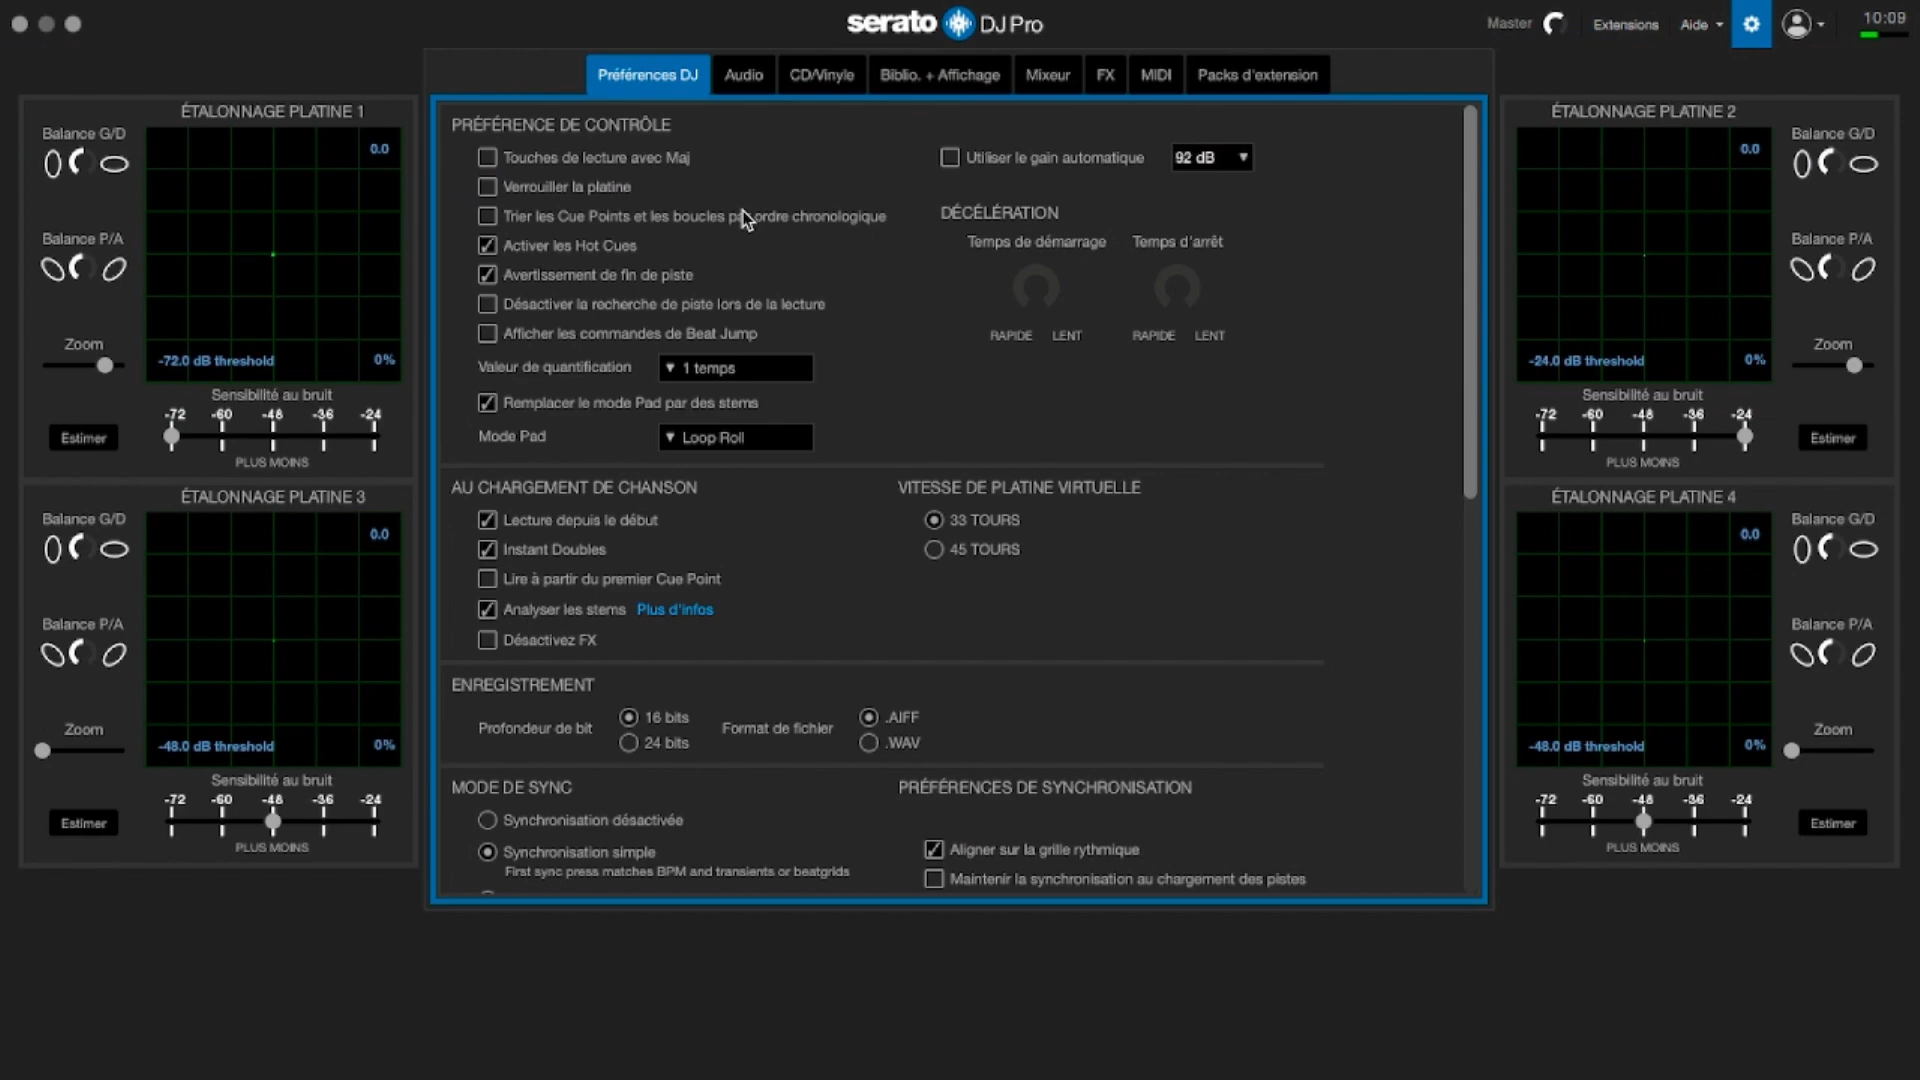 serato DJ Pro
Master
Extensions
Aide
10:09
Préférences DJ
Audio
CD/Vinyle
Biblio. + Affichage
Mixeur
FX
MIDI
Packs d'extension
ÉTALONNAGE PLATINE 1
Balance G/D
0.0
Balance P/A
Zoom
-72.0 dB threshold
0%
Sensibilité au bruit
-72 -60 -48 -36 -24
Estimer
PLUS MOINS
ÉTALONNAGE PLATINE 3
Balance G/D
0.0
Balance P/A
Zoom
-48.0 dB threshold
0%
Sensibilité au bruit
-72 -60 -48 -36 -24
Estimer
PLUS MOINS
PRÉFÉRENCE DE CONTRÔLE
Touches de lecture avec Maj
Verrouiller la platine
Trier les Cue Points et les boucles par ordre chronologique
Activer les Hot Cues
Avertissement de fin de piste
Désactiver la recherche de piste lors de la lecture
Afficher les commandes de Beat Jump
Valeur de quantification
1 temps
Remplacer le mode Pad par des stems
Mode Pad
Loop Roll
Utiliser le gain automatique
92 dB
DÉCÉLÉRATION
Temps de démarrage
Temps d'arrêt
RAPIDE LENT
RAPIDE LENT
AU CHARGEMENT DE CHANSON
Lecture depuis le début
Instant Doubles
Lire à partir du premier Cue Point
Analyser les stems Plus d'infos
Désactivez FX
VITESSE DE PLATINE VIRTUELLE
33 TOURS
45 TOURS
ENREGISTREMENT
Profondeur de bit
16 bits
24 bits
Format de fichier
.AIFF
.WAV
MODE DE SYNC
Synchronisation désactivée
Synchronisation simple
First sync press matches BPM and transients or beatgrids
PRÉFÉRENCES DE SYNCHRONISATION
Aligner sur la grille rythmique
Maintenir la synchronisation au chargement des pistes
ÉTALONNAGE PLATINE 2
0.0
Balance G/D
Balance P/A
Zoom
-24.0 dB threshold
0%
Sensibilité au bruit
-72 -60 -48 -36 -24
Estimer
PLUS MOINS
ÉTALONNAGE PLATINE 4
0.0
Balance G/D
Balance P/A
Zoom
-48.0 dB threshold
0%
Sensibilité au bruit
-72 -60 -48 -36 -24
Estimer
PLUS MOINS